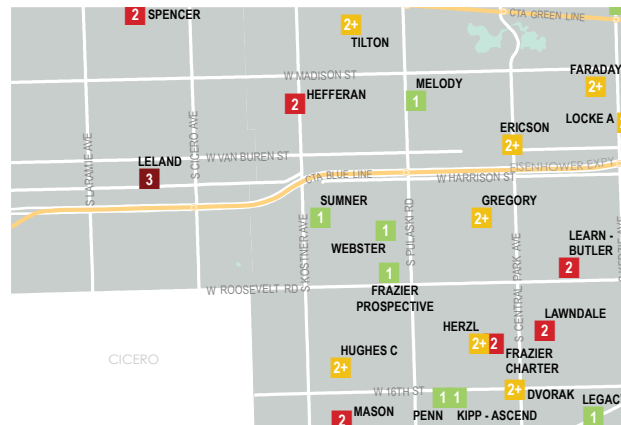 CTA GREEN LINE
2 SPENCER
2+
TILTON
W MADISON ST
FARADAY
2+
MELODY
1
2 HEFFERAN
LOCKE A
ERICSON
2+
S LARAMIE AVE
S CICERO AVE
W VAN BUREN ST
LELAND
3
CTA BLUE LINE
EISENHOWER EXPY
W HARRISON ST
SUMNER
1
GREGORY
2+
S KOSTNER AVE
S PULASKI RD
S CENTRAL PARK AVE
WEBSTER
1
LEARN -
BUTLER
2
1
W ROOSEVELT RD
FRAZIER
PROSPECTIVE
HERZL
2+ 2
LAWNDALE
2
FRAZIER
CHARTER
HUGHES C
2+
CICERO
W 16TH ST
2+ DVORAK
1 1
PENN
KIPP - ASCEND
LEGAC
1
2 MASON